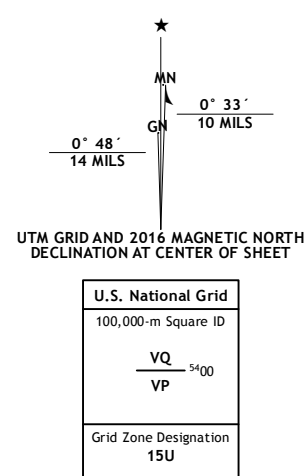 ★
MN
0° 33´
10 MILS
GN
0° 48´
14 MILS
UTM GRID AND 2016 MAGNETIC NORTH
DECLINATION AT CENTER OF SHEET
U.S. National Grid
100,000-m Square ID
VQ
5400
VP
Grid Zone Designation
15U